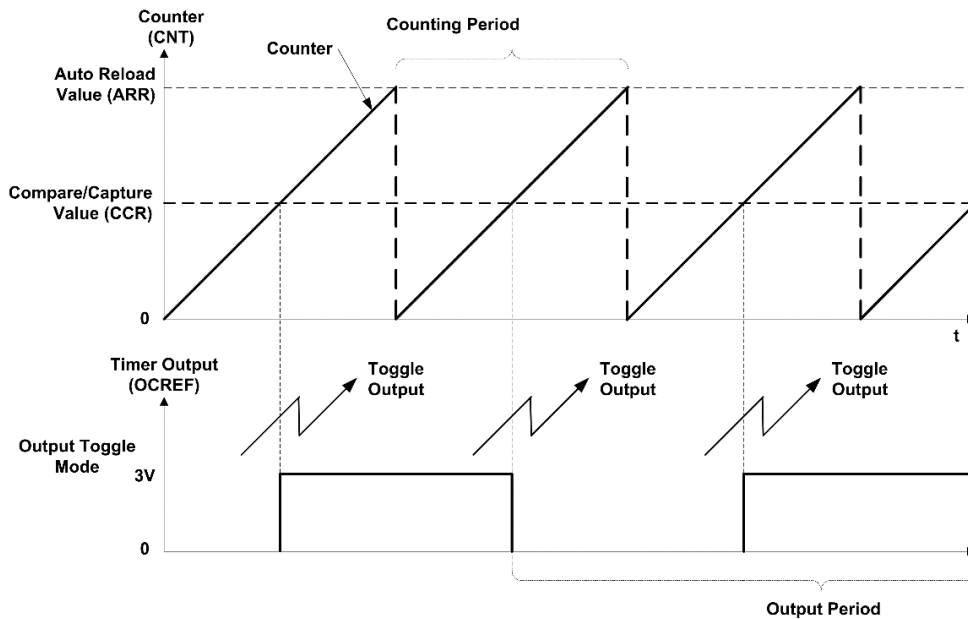 Counter
(CNT)
Counting Period
Counter
Auto Reload
Value (ARR)
Compare/Capture
Value (CCR)
0
t
Timer Output
(OCREF)
Toggle
Output
Toggle
Output
Toggle
Output
Output Toggle
Mode
3V
0
Output Period